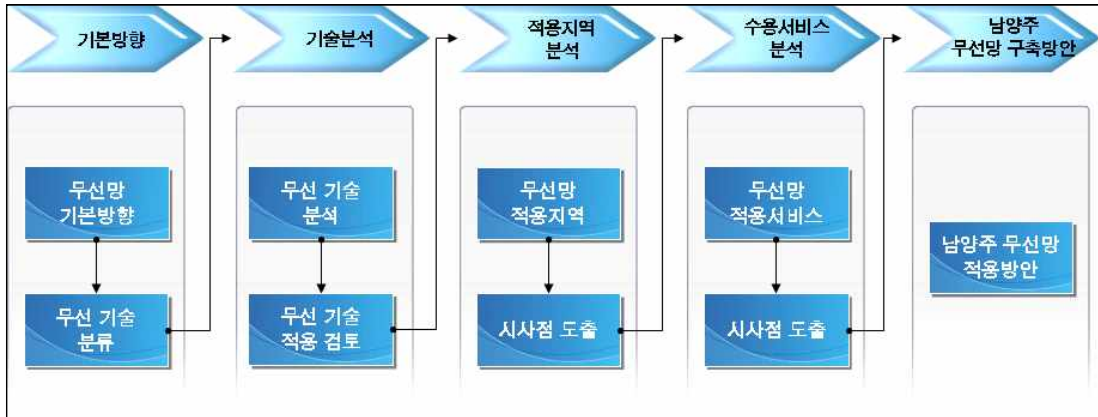 기본방향
기술분석
적용지역
분석
수용서비스
분석
남양주
무선망 구축방안
무선망
기본방향
무선 기술
분류
무선 기술
분석
무선 기술
적용 검토
무선망
적용지역
시사점 도출
무선망
적용서비스
시사점 도출
남양주 무선망
적용방안